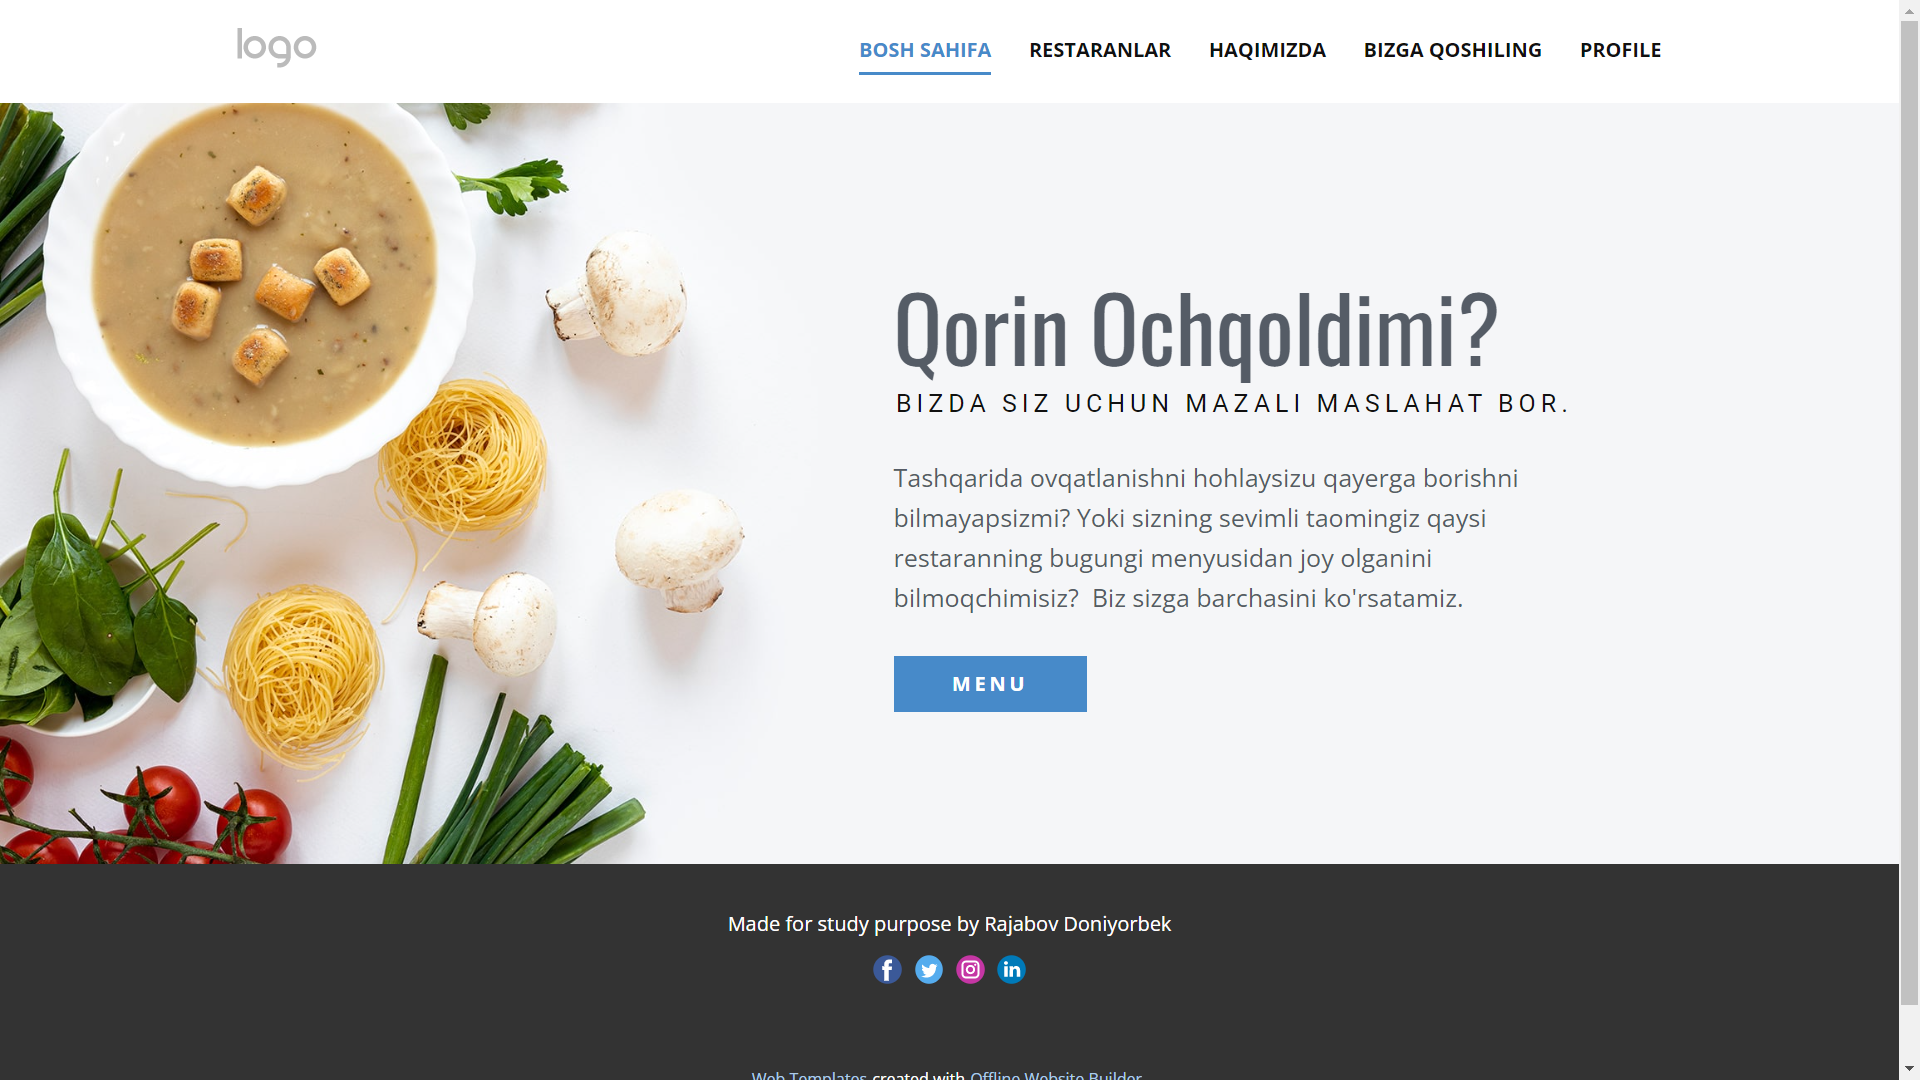 logo
BOSH SAHIFA RESTARANLAR HAQIMIZDA BIZGA QOSHILING PROFILE
Qorin Ochqoldimi?
BIZDA SIZ UCHUN MAZALI MASLAHAT BOR.
Tashqarida ovqatlanishni hohlaysizu qayerga borishni
bilmayapsizmi? Yoki sizning sevimli taomingiz qaysi
restaranning bugungi menyusidan joy olganini
bilmoqchimisiz?  Biz sizga barchasini ko'rsatamiz.
MENU
Made for study purpose by Rajabov Doniyorbek
Web Templates created with Offline Website Builder